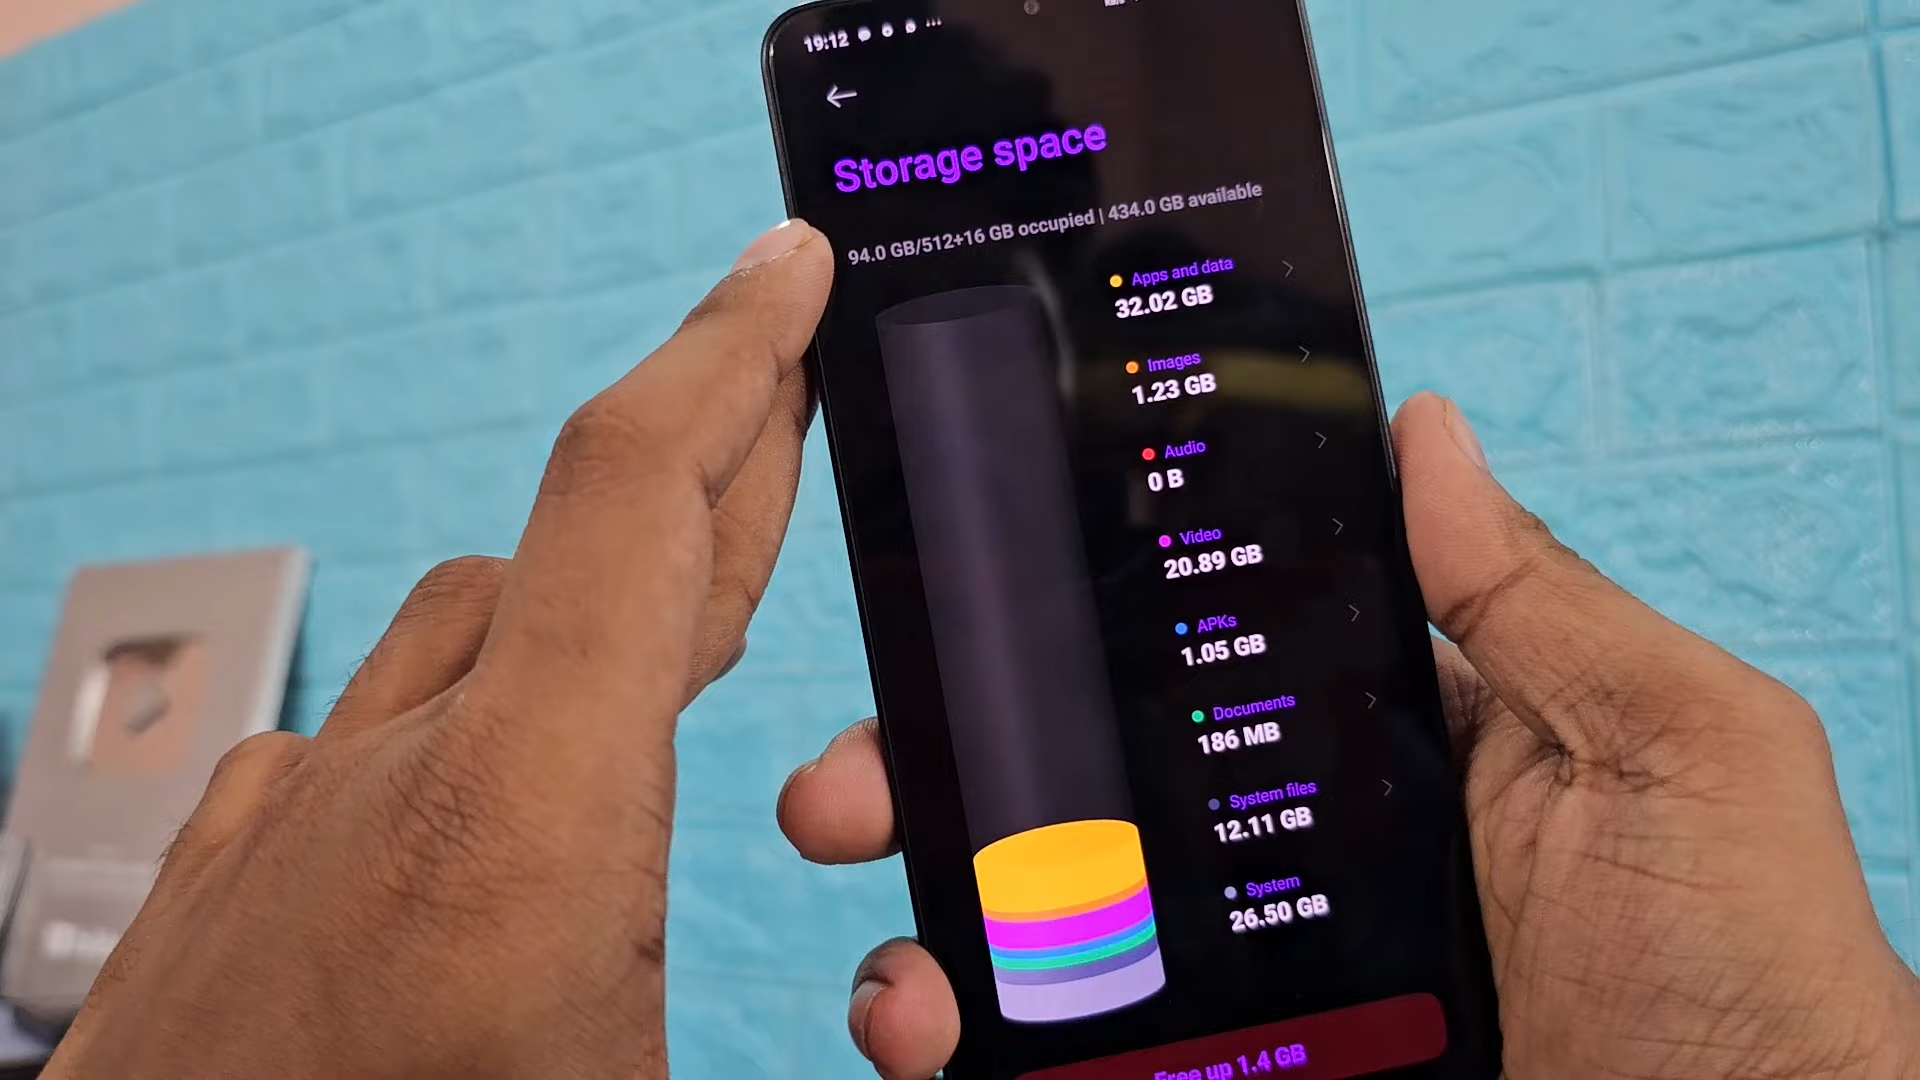 19:12
Storage space
94.0 GB/512+16 GB occupied | 434.0 GB available
Apps and data
32.02 GB
Images
1.23 GB
Audio
0 B
Video
20.89 GB
APKs
1.05 GB
Documents
186 MB
System files
12.11 GB
System
26.50 GB
Free up 1.4 GB